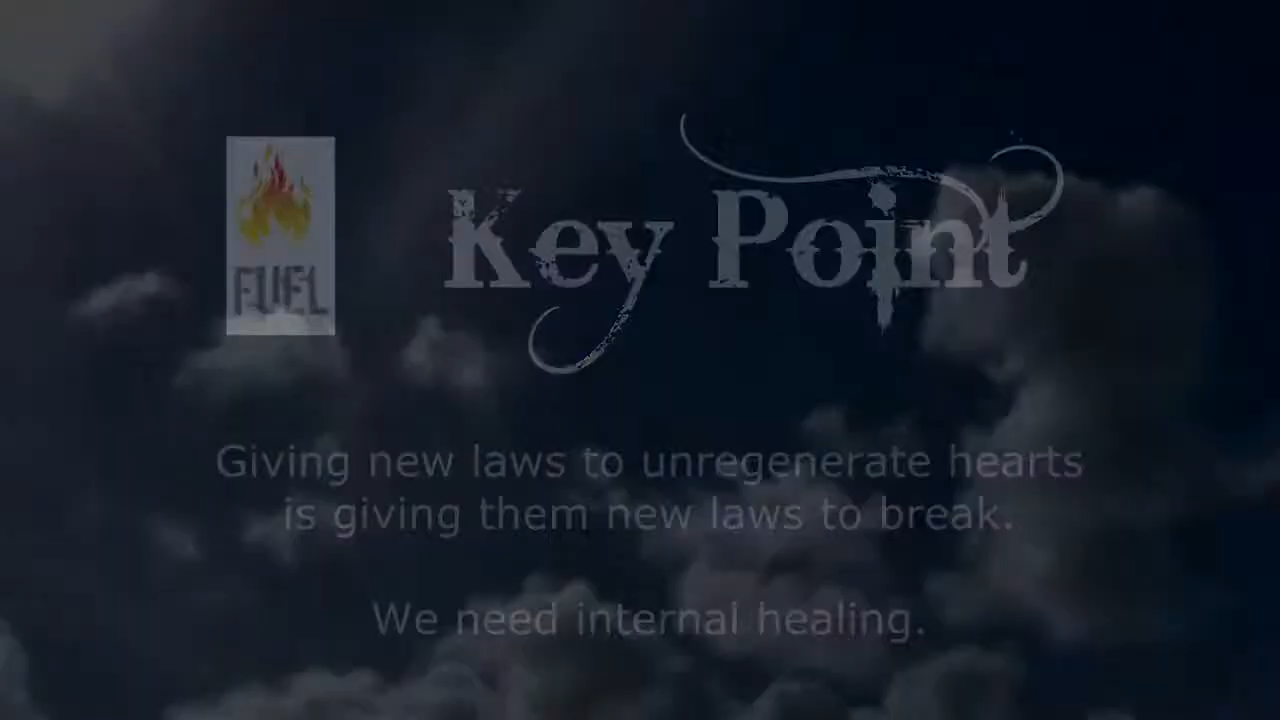 FUEL
Key Point
Giving new laws to unregenerate hearts
is giving them new laws to break.
We need internal healing.